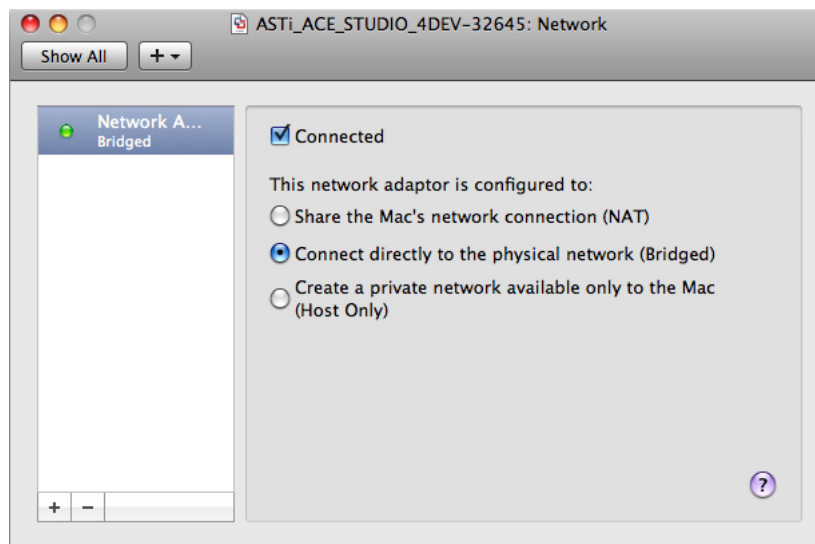 ASTi_ACE_STUDIO_4DEV-32645: Network
Show All
+
Network A...
Bridged
Connected
This network adaptor is configured to:
Share the Mac's network connection (NAT)
Connect directly to the physical network (Bridged)
Create a private network available only to the Mac
(Host Only)
?
+ −